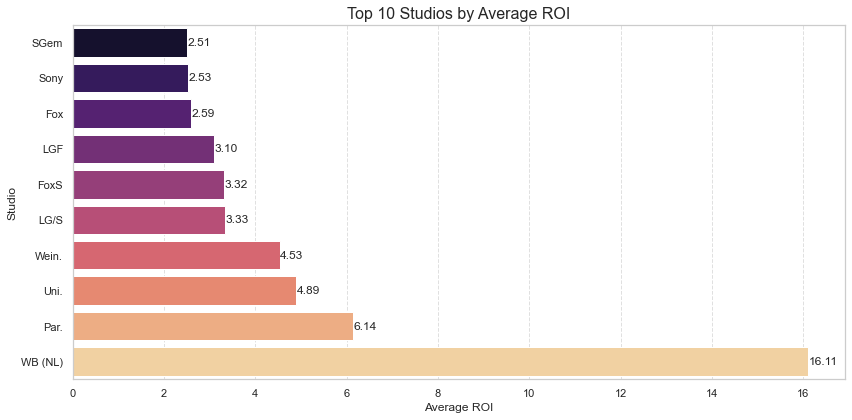 Top 10 Studios by Average ROI
Studio
SGem 2.51
Sony 2.53
Fox 2.59
LGF 3.10
FoxS 3.32
LG/S 3.33
Wein. 4.53
Uni. 4.89
Par. 6.14
WB (NL) 16.11
0 2 4 6 8 10 12 14 16
Average ROI